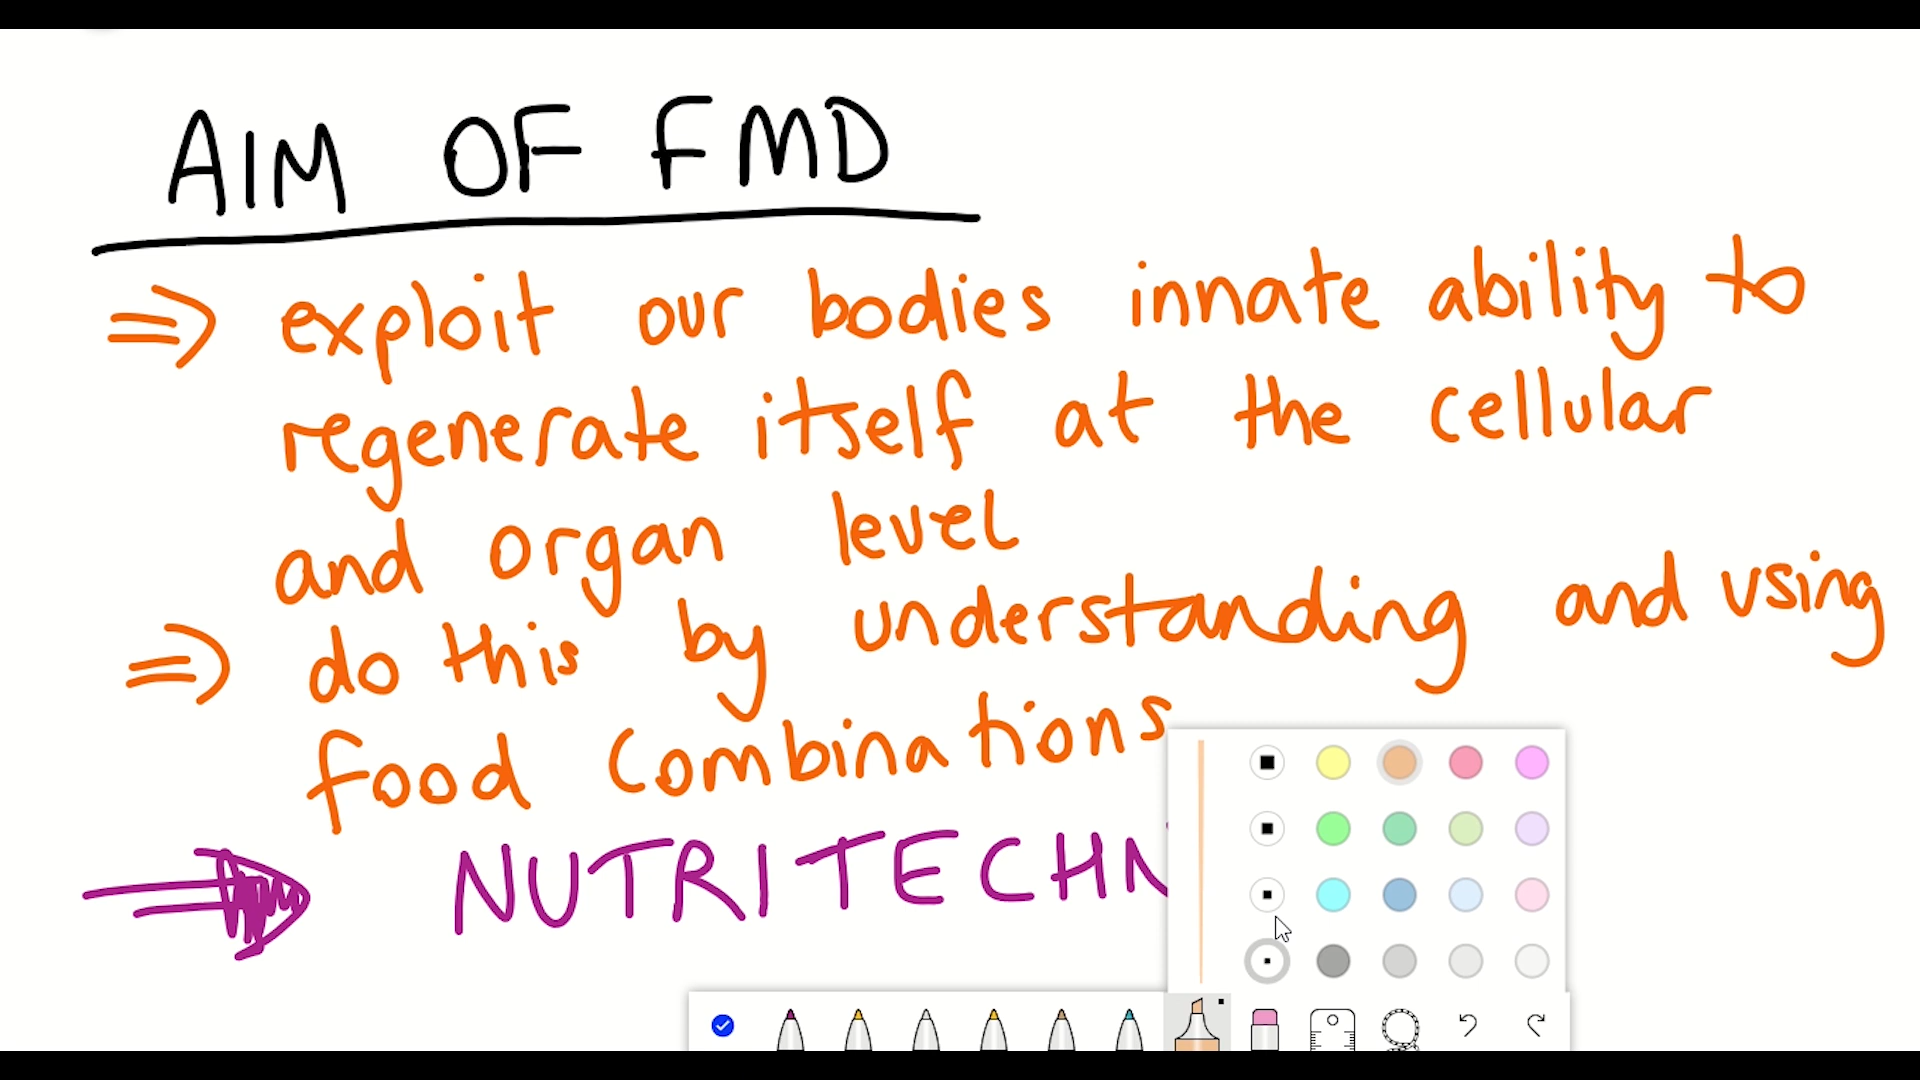 AIM OF FMD
=> exploit our bodies innate ability to
regenerate itself at the cellular
and organ level
=> do this by understanding and using
food combinations
NUTRITECHN